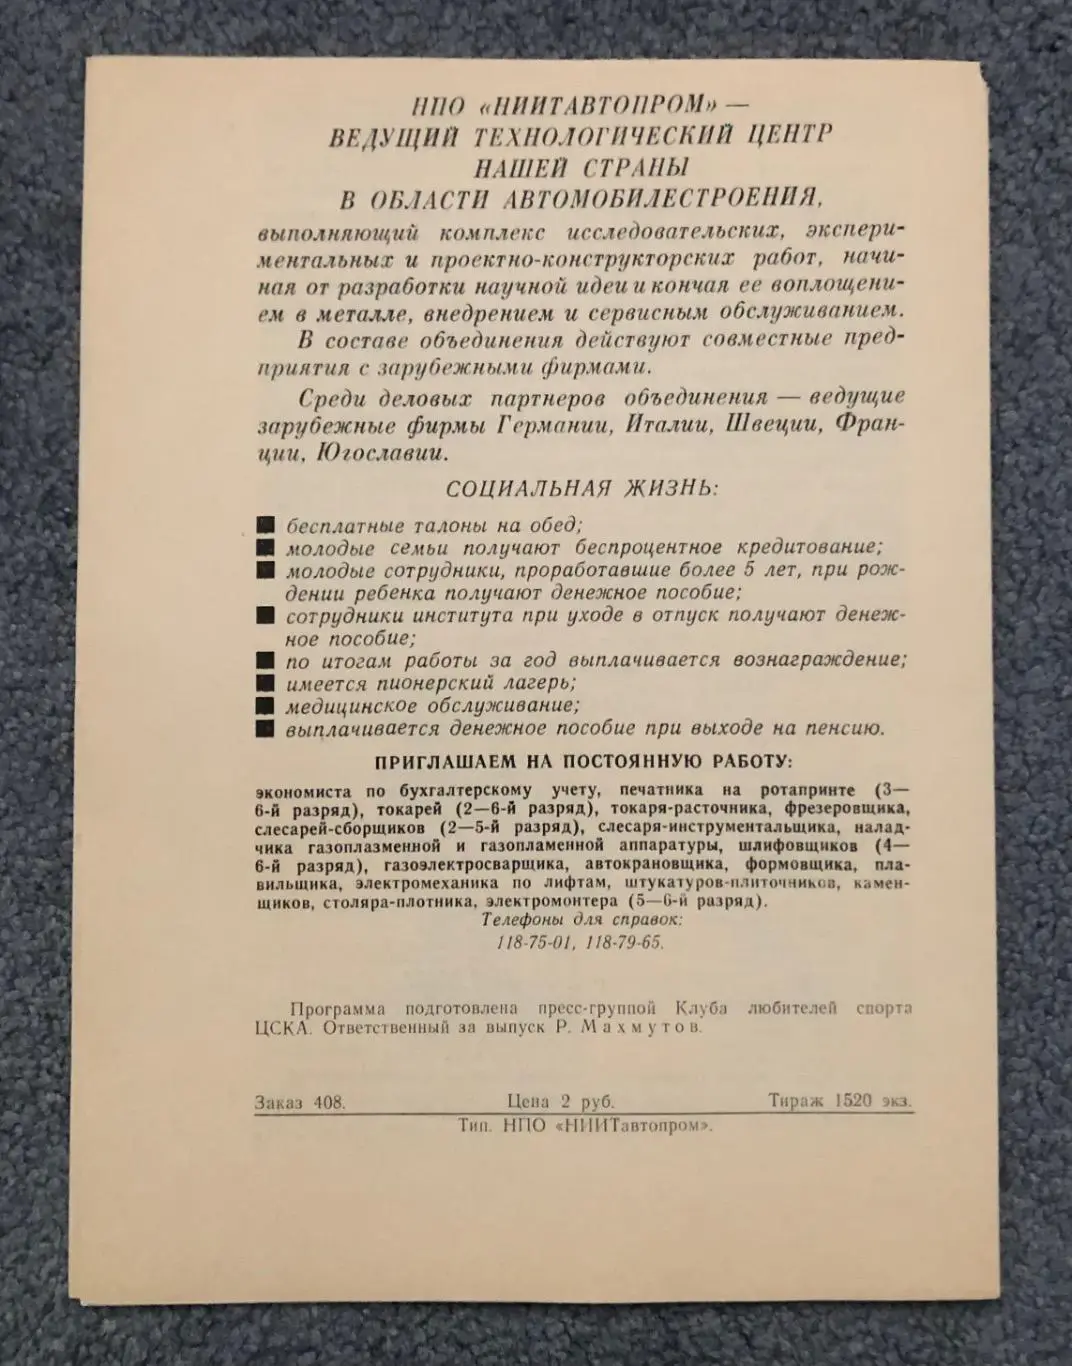 НПО «НИИТАВТОПРОМ» —
ВЕДУЩИЙ ТЕХНОЛОГИЧЕСКИЙ ЦЕНТР
НАШЕЙ СТРАНЫ
В ОБЛАСТИ АВТОМОБИЛЕСТРОЕНИЯ,
выполняющий комплекс исследовательских, экспери-
ментальных и проектно-конструкторских работ, начи-
ная от разработки научной идеи и кончая ее воплощени-
ем в металле, внедрением и сервисным обслуживанием.
В составе объединения действуют совместные пред-
приятия с зарубежными фирмами.
Среди деловых партнеров объединения — ведущие
зарубежные фирмы Германии, Италии, Швеции, Фран-
ции, Югославии.
СОЦИАЛЬНАЯ ЖИЗНЬ:
■ бесплатные талоны на обед;
■ молодые семьи получают беспроцентное кредитование;
■ молодые сотрудники, проработавшие более 5 лет, при рож-
дении ребенка получают денежное пособие;
■ сотрудники института при уходе в отпуск получают денеж-
ное пособие;
■ по итогам работы за год выплачивается вознаграждение;
■ имеется пионерский лагерь;
■ медицинское обслуживание;
■ выплачивается денежное пособие при выходе на пенсию.
ПРИГЛАШАЕМ НА ПОСТОЯННУЮ РАБОТУ:
экономиста по бухгалтерскому учету, печатника на ротапринте (3—
6-й разряд), токарей (2—6-й разряд), токаря-расточника, фрезеровщика,
слесарей-сборщиков (2—5-й разряд), слесаря-инструментальщика, налад-
чика газоплазменной и газопламенной аппаратуры, шлифовщиков (4—
6-й разряд), газоэлектросварщика, автокрановщика, формовщика, пла-
вильщика, электромеханика по лифтам, штукатуров-плиточников, камен-
щиков, столяра-плотника, электромонтера (5—6-й разряд).
Телефоны для справок:
118-75-01, 118-79-65.
Программа подготовлена пресс-группой Клуба любителей спорта
ЦСКА. Ответственный за выпуск Р. Махмутов.
Заказ 408. Цена 2 руб. Тираж 1520 экз.
Тип. НПО «НИИТавтопром».